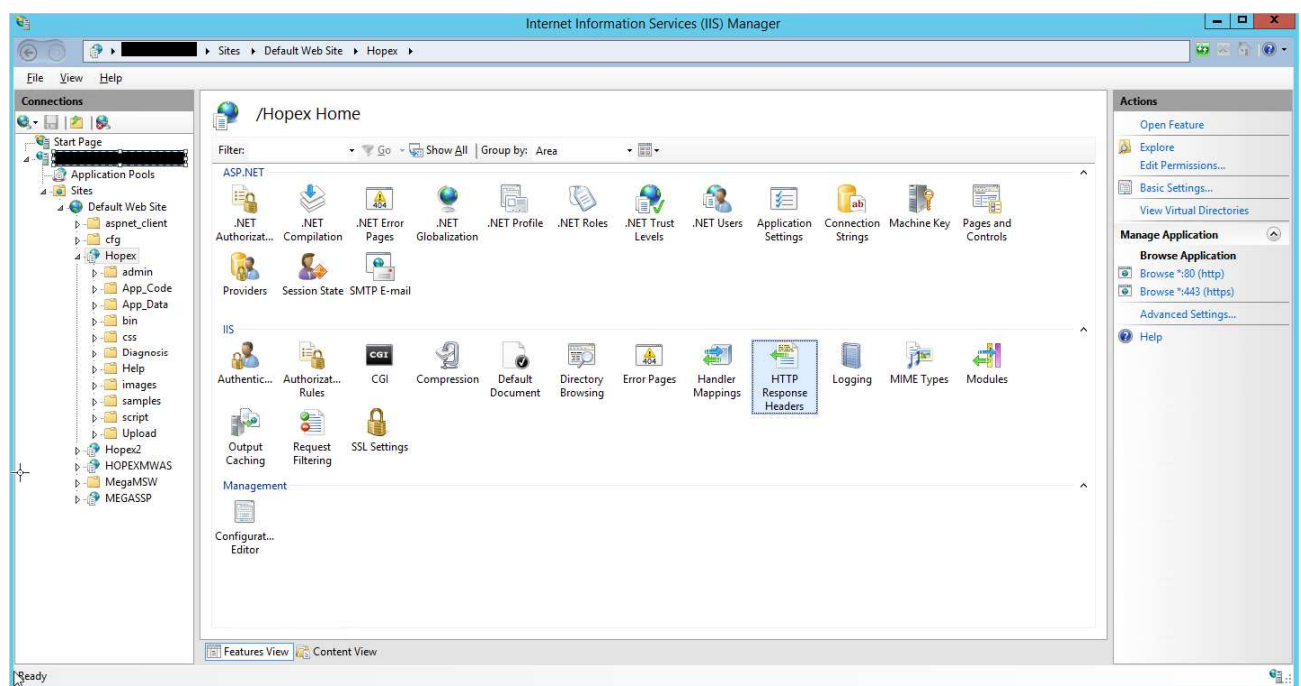 Internet Information Services (IIS) Manager
Sites Default Web Site Hopex
File View Help
Connections
Start Page
Application Pools
Sites
Default Web Site
aspnet_client
cfg
Hopex
admin
App_Code
App_Data
bin
css
Diagnosis
Help
images
samples
script
Upload
Hopex2
HOPEXMWAS
MegaMSW
MEGASSP
/Hopex Home
Filter: Go Show All Group by: Area
ASP.NET
.NET Authorizat...
.NET Compilation
404
.NET Error Pages
.NET Globalization
.NET Profile
.NET Roles
.NET Trust Levels
.NET Users
Application Settings
ab
Connection Strings
Machine Key
Pages and Controls
Providers
Session State
SMTP E-mail
IIS
Authentic...
Authorizat... Rules
CGI
CGI
Compression
Default Document
Directory Browsing
404
Error Pages
Handler Mappings
HTTP Response Headers
Logging
MIME Types
Modules
Output Caching
Request Filtering
SSL Settings
Management
Configurat... Editor
Features View Content View
Actions
Open Feature
Explore
Edit Permissions...
Basic Settings...
View Virtual Directories
Manage Application
Browse Application
Browse *:80 (http)
Browse *:443 (https)
Advanced Settings...
Help
Ready